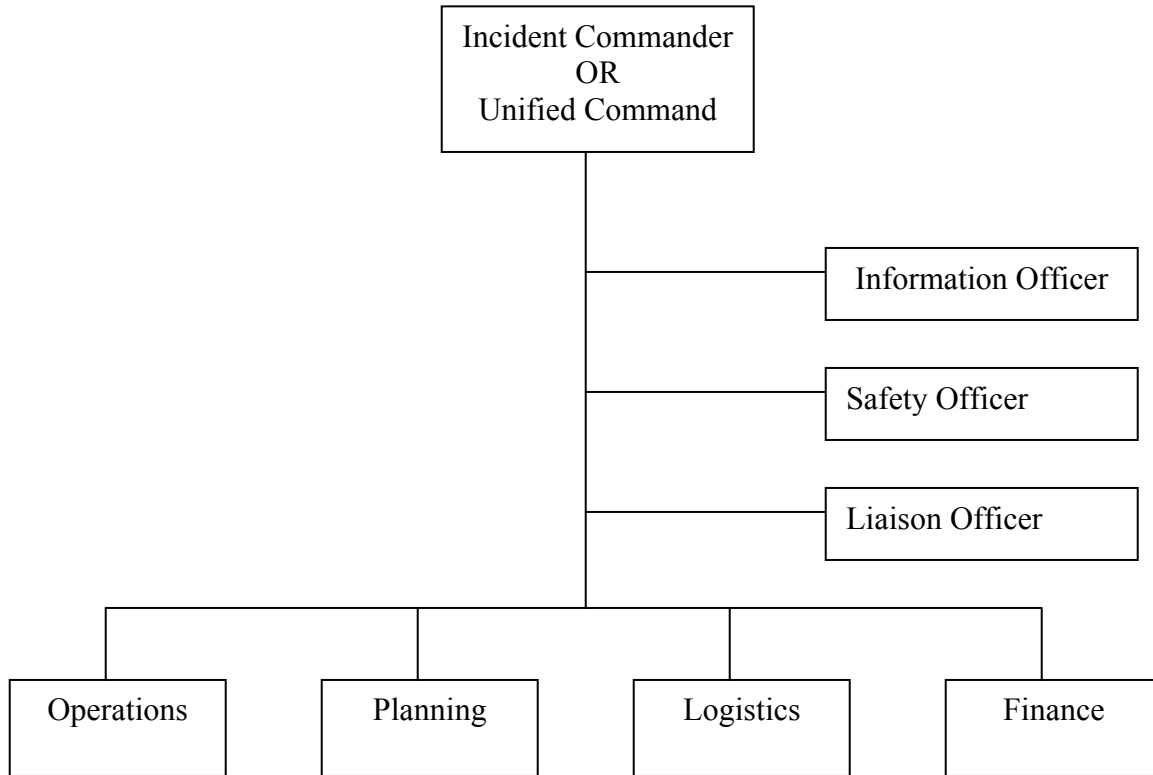 Incident Commander
OR
Unified Command
Information Officer
Safety Officer
Liaison Officer
Operations
Planning
Logistics
Finance